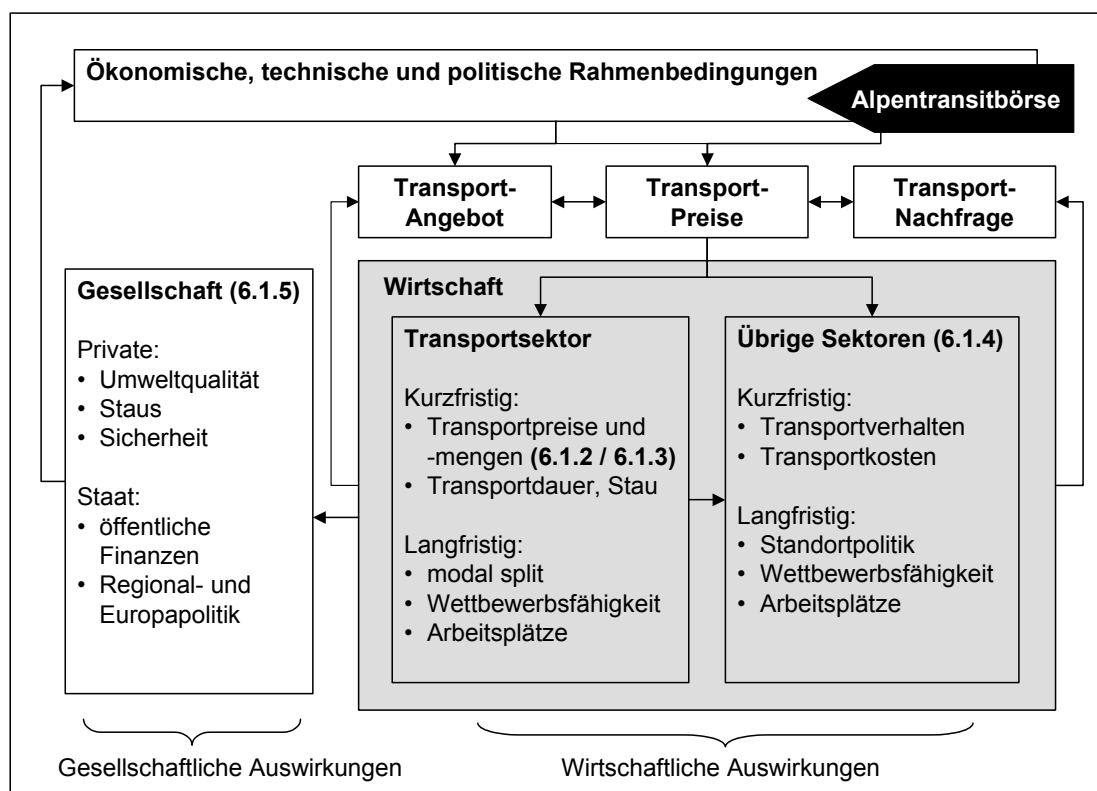 Ökonomische, technische und politische Rahmenbedingungen
Alpentransitbörse
Transport-
Angebot
Transport-
Preise
Transport-
Nachfrage
Gesellschaft (6.1.5)
Private:
• Umweltqualität
• Staus
• Sicherheit
Staat:
• öffentliche
Finanzen
• Regional- und
Europapolitik
Wirtschaft
Transportsektor
Kurzfristig:
• Transportpreise und
-mengen (6.1.2 / 6.1.3)
• Transportdauer, Stau
Langfristig:
• modal split
• Wettbewerbsfähigkeit
• Arbeitsplätze
Übrige Sektoren (6.1.4)
Kurzfristig:
• Transportverhalten
• Transportkosten
Langfristig:
• Standortpolitik
• Wettbewerbsfähigkeit
• Arbeitsplätze
Gesellschaftliche Auswirkungen
Wirtschaftliche Auswirkungen